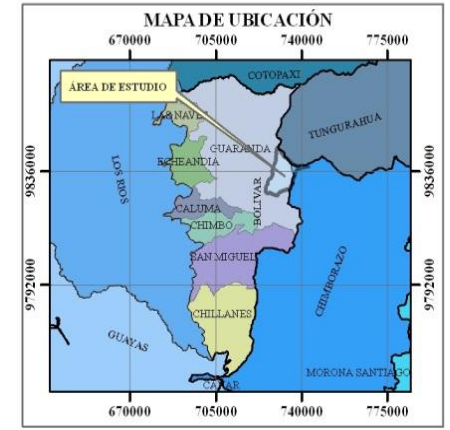 MAPA DE UBICACIÓN
670000 705000 740000 775000
COTOPAXI
ÁREA DE ESTUDIO
LAS NAVES
TUNGURAHUA
GUARANDA
LOS RIOS
ECHEANDIA
9836000 9836000
BOLIVAR
CALUMA
CHIMBO
SAN MIGUEL
CHIMBORAZO
9792000 9792000
CHILLANES
GUAYAS
MORONA SANTIAGO
CAÑAR
670000 705000 740000 775000